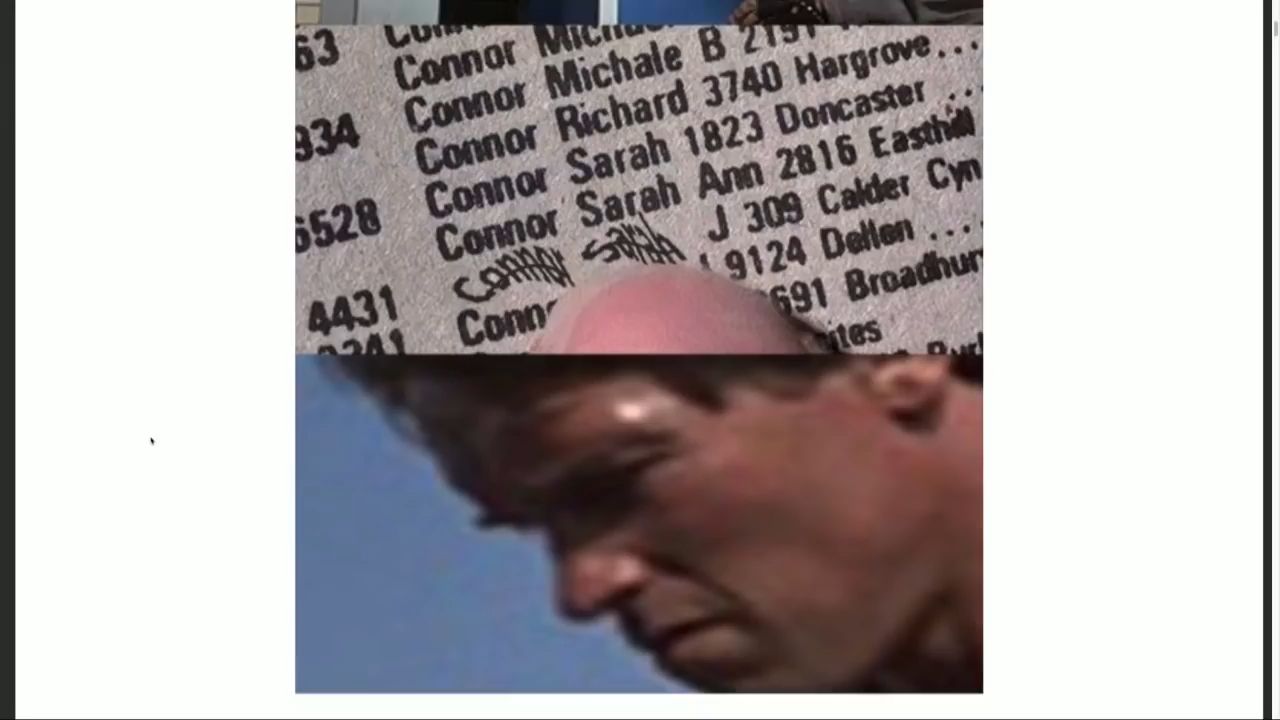 63
Connor
Connor Michale B 2191
934 Connor Richard 3740 Hargrove...
Connor Sarah 1823 Doncaster ...
6528 Connor Sarah Ann 2816 Easthill
Connor Sarah J 309 Calder Cyn
4431 9124 Dellen ...
691 Broadhur